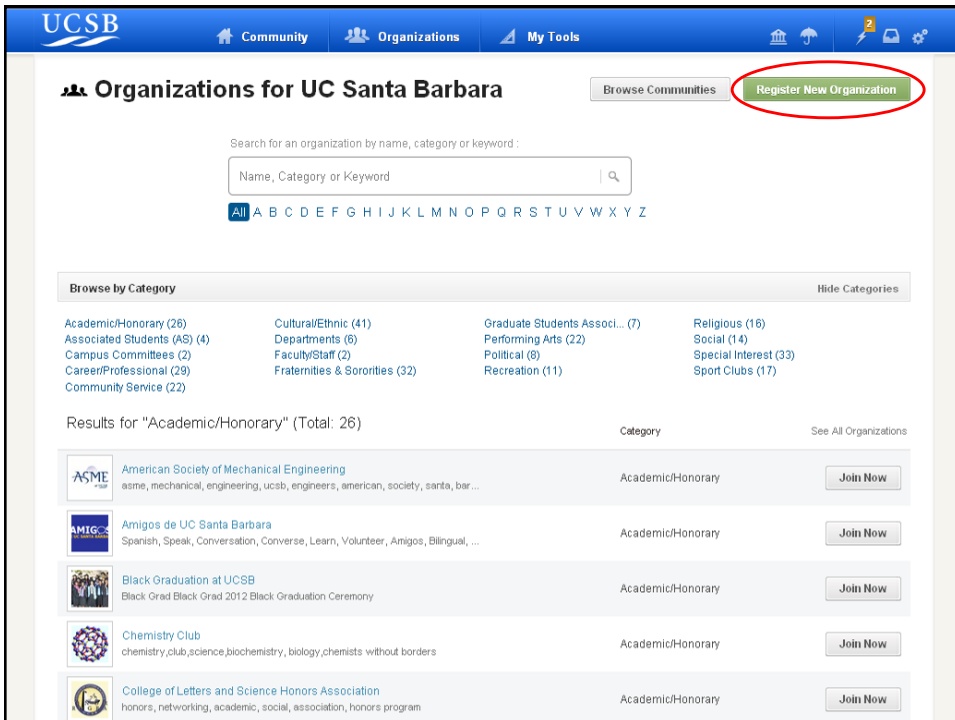 UCSB
Community
Organizations
My Tools
2
Organizations for UC Santa Barbara
Browse Communities
Register New Organization
Search for an organization by name, category or keyword :
Name, Category or Keyword
All A B C D E F G H I J K L M N O P Q R S T U V W X Y Z
Browse by Category
Hide Categories
Academic/Honorary (26)
Associated Students (AS) (4)
Campus Committees (2)
Career/Professional (29)
Community Service (22)
Cultural/Ethnic (41)
Departments (6)
Faculty/Staff (2)
Fraternities & Sororities (32)
Graduate Students Associ... (7)
Performing Arts (22)
Political (8)
Recreation (11)
Religious (16)
Social (14)
Special Interest (33)
Sport Clubs (17)
Results for "Academic/Honorary" (Total: 26)
Category
See All Organizations
ASME
American Society of Mechanical Engineering
asme, mechanical, engineering, ucsb, engineers, american, society, santa, bar...
Academic/Honorary
Join Now
AMIGOS
UC SANTA BARBARA
Amigos de UC Santa Barbara
Spanish, Speak, Conversation, Converse, Learn, Volunteer, Amigos, Bilingual, ...
Academic/Honorary
Join Now
Black Graduation at UCSB
Black Grad Black Grad 2012 Black Graduation Ceremony
Academic/Honorary
Join Now
Chemistry Club
chemistry,club,science,biochemistry, biology,chemists without borders
Academic/Honorary
Join Now
College of Letters and Science Honors Association
honors, networking, academic, social, association, honors program
Academic/Honorary
Join Now